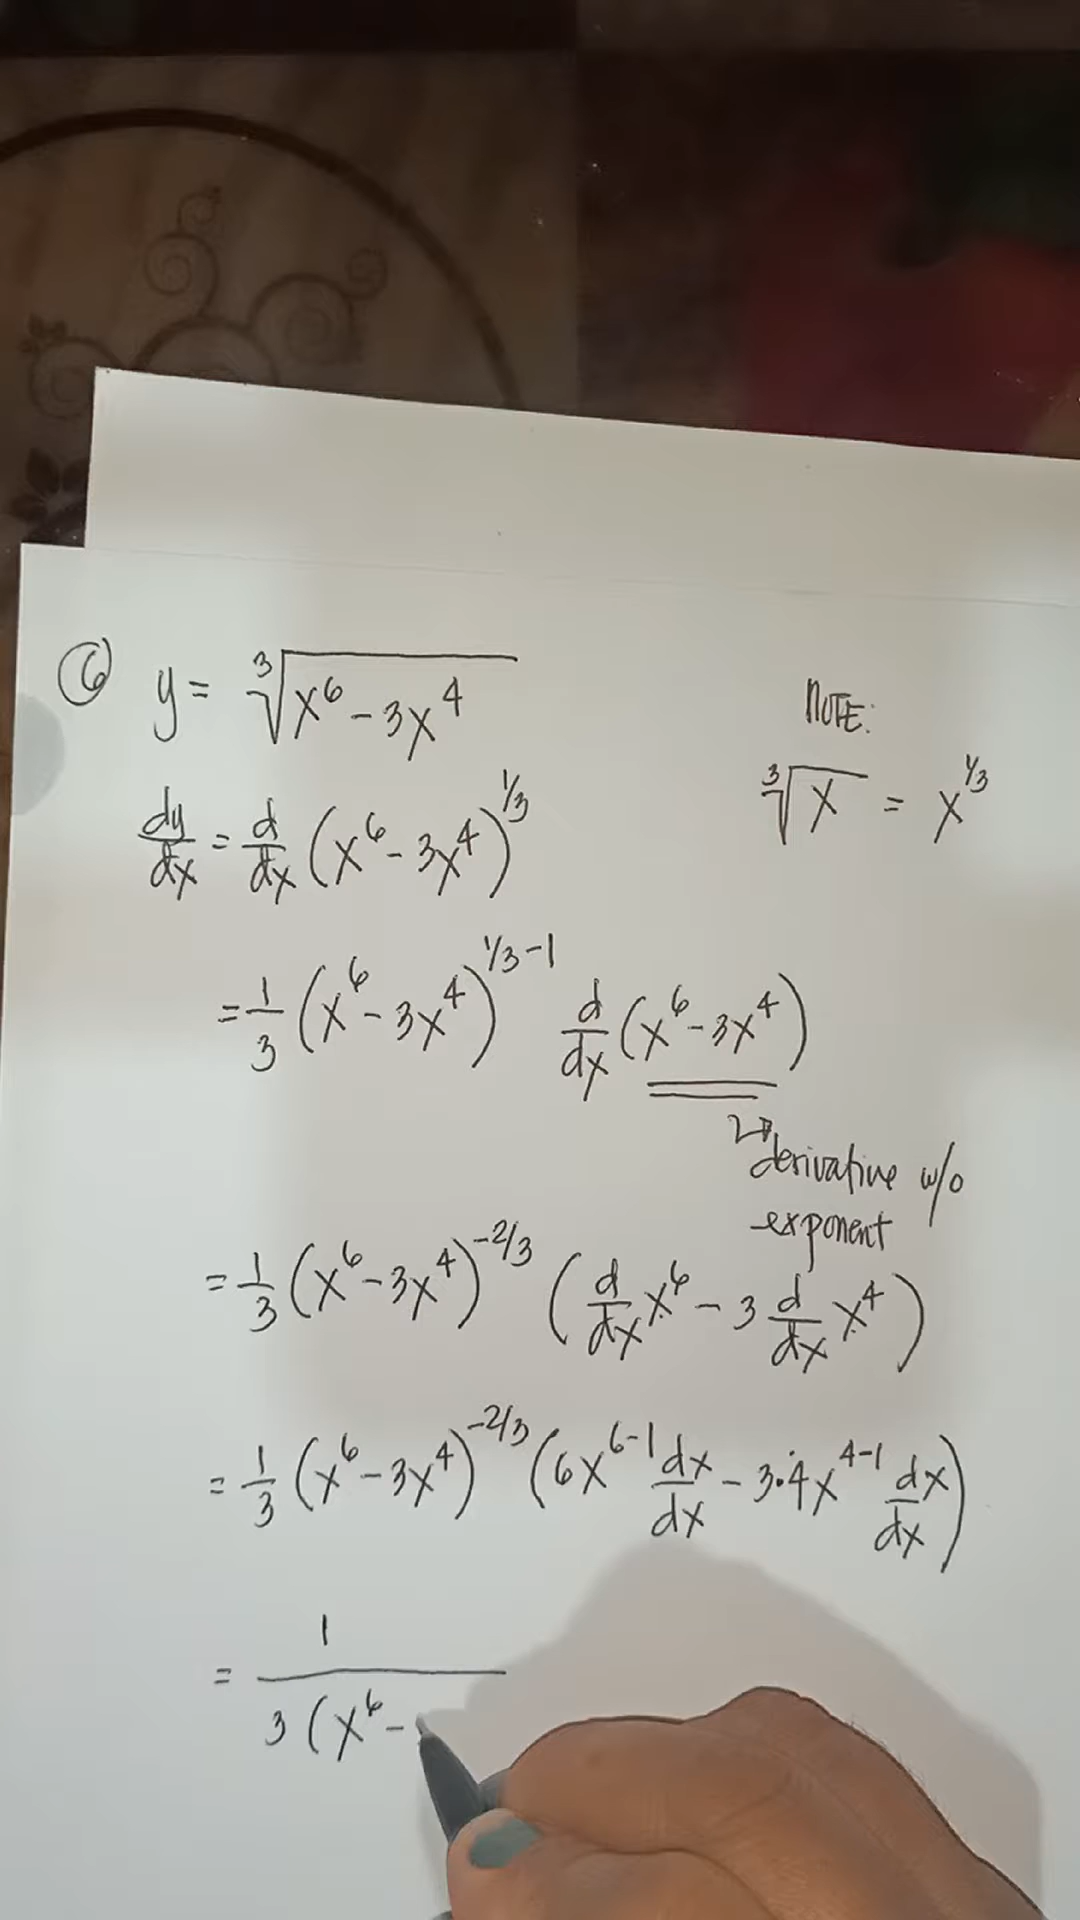 6 y = ∛(x⁶ - 3x⁴)
NOTE:
∛x = x^(1/3)
dy/dx = d/dx (x⁶ - 3x⁴)^(1/3)
= 1/3 (x⁶ - 3x⁴)^(1/3 - 1) d/dx (x⁶ - 3x⁴)
↳ derivative w/o
exponent
= 1/3 (x⁶ - 3x⁴)^(-2/3) (d/dx x⁶ - 3 d/dx x⁴)
= 1/3 (x⁶ - 3x⁴)^(-2/3) (6x^(6-1) dx/dx - 3·4x^(4-1) dx/dx)
= 1
3 (x⁶ -